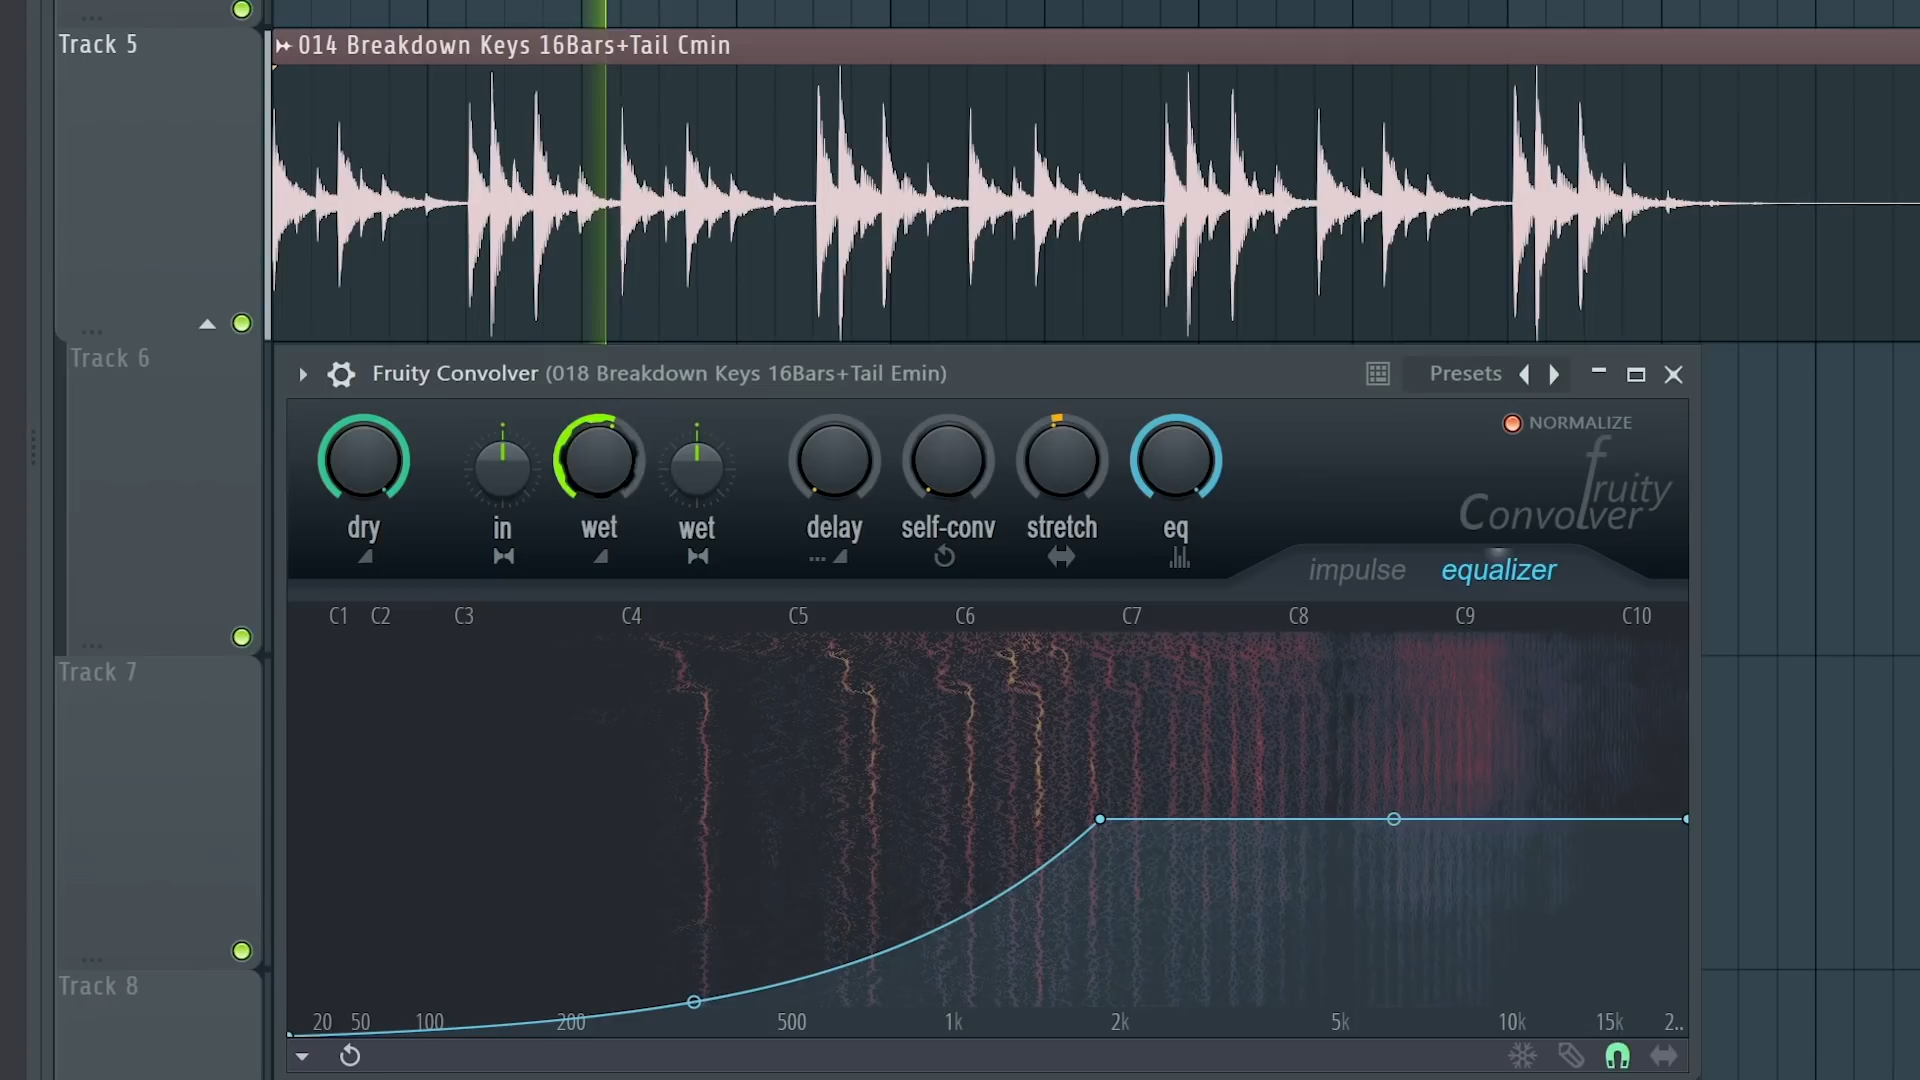 Track 5
014 Breakdown Keys 16Bars+Tail Cmin
Track 6
Fruity Convolver (018 Breakdown Keys 16Bars+Tail Emin)
Presets
NORMALIZE
fruity
Convolver
dry
in
wet
wet
delay
self-conv
stretch
eq
impulse
equalizer
C1 C2 C3 C4 C5 C6 C7 C8 C9 C10
Track 7
Track 8
20 50 100 200 500 1k 2k 5k 10k 15k 2..